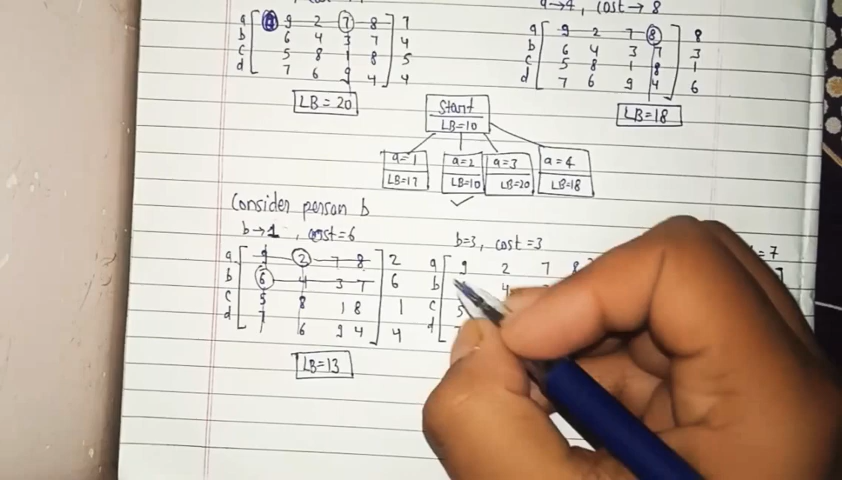 a→4, cost→8
a [ 9 2 7 8 ] 7
b 6 4 3 7 4
c 5 8 1 8 5
d 7 6 9 4 4
LB = 20
a [ 9 2 7 8 ] 8
b 6 4 3 7 3
c 5 8 1 8 1
d 7 6 9 4 6
LB = 18
Start
LB=10
a=1
LB=17
a=2
LB=10
a=3
LB=20
a=4
LB=18
Consider person b
b→1, cost=6
a [ 9 2 7 8 ] 2
b 6 4 3 7 6
c 5 8 1 8 1
d 7 6 9 4 4
LB=13
b=3, cost=3
a [ 9 2 7 8
b 4
c 5
d
= 7